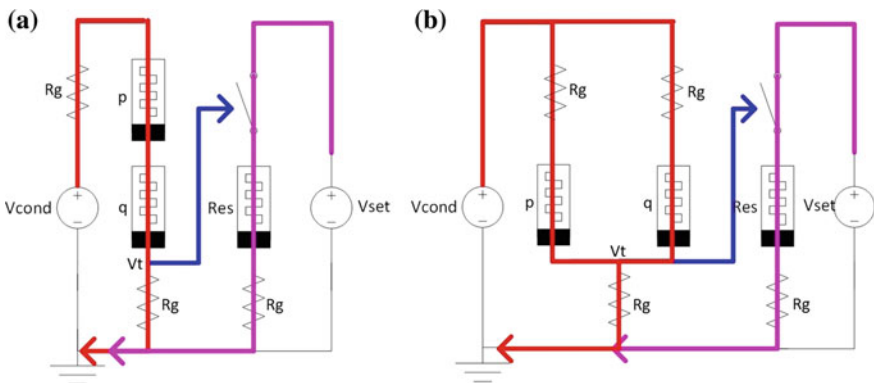 (a)
Rg
p
q
Vcond
Vt
Rg
Res
Rg
Vset
+
−
+
−
(b)
Rg
Rg
p
q
Vcond
Vt
Rg
Res
Rg
Vset
+
−
+
−